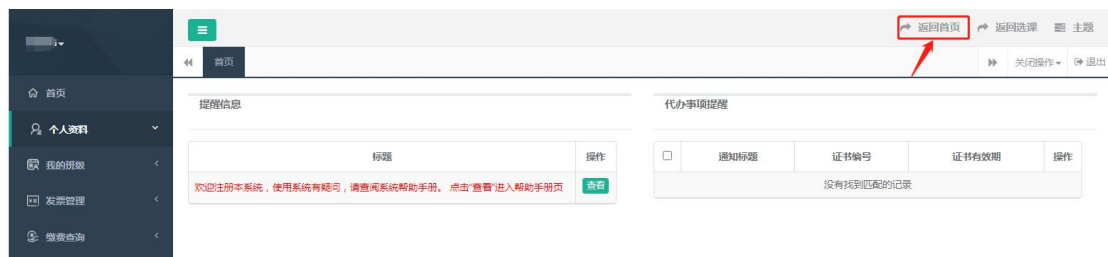 返回首页 返回选课 主题
首页 关闭操作 退出
首页
个人资料
我的班级
发票管理
缴费查询
提醒信息
标题 操作
欢迎注册本系统，使用系统有疑问，请查阅系统帮助手册。 点击“查看”进入帮助手册页 查看
代办事项提醒
通知标题 证书编号 证书有效期 操作
没有找到匹配的记录